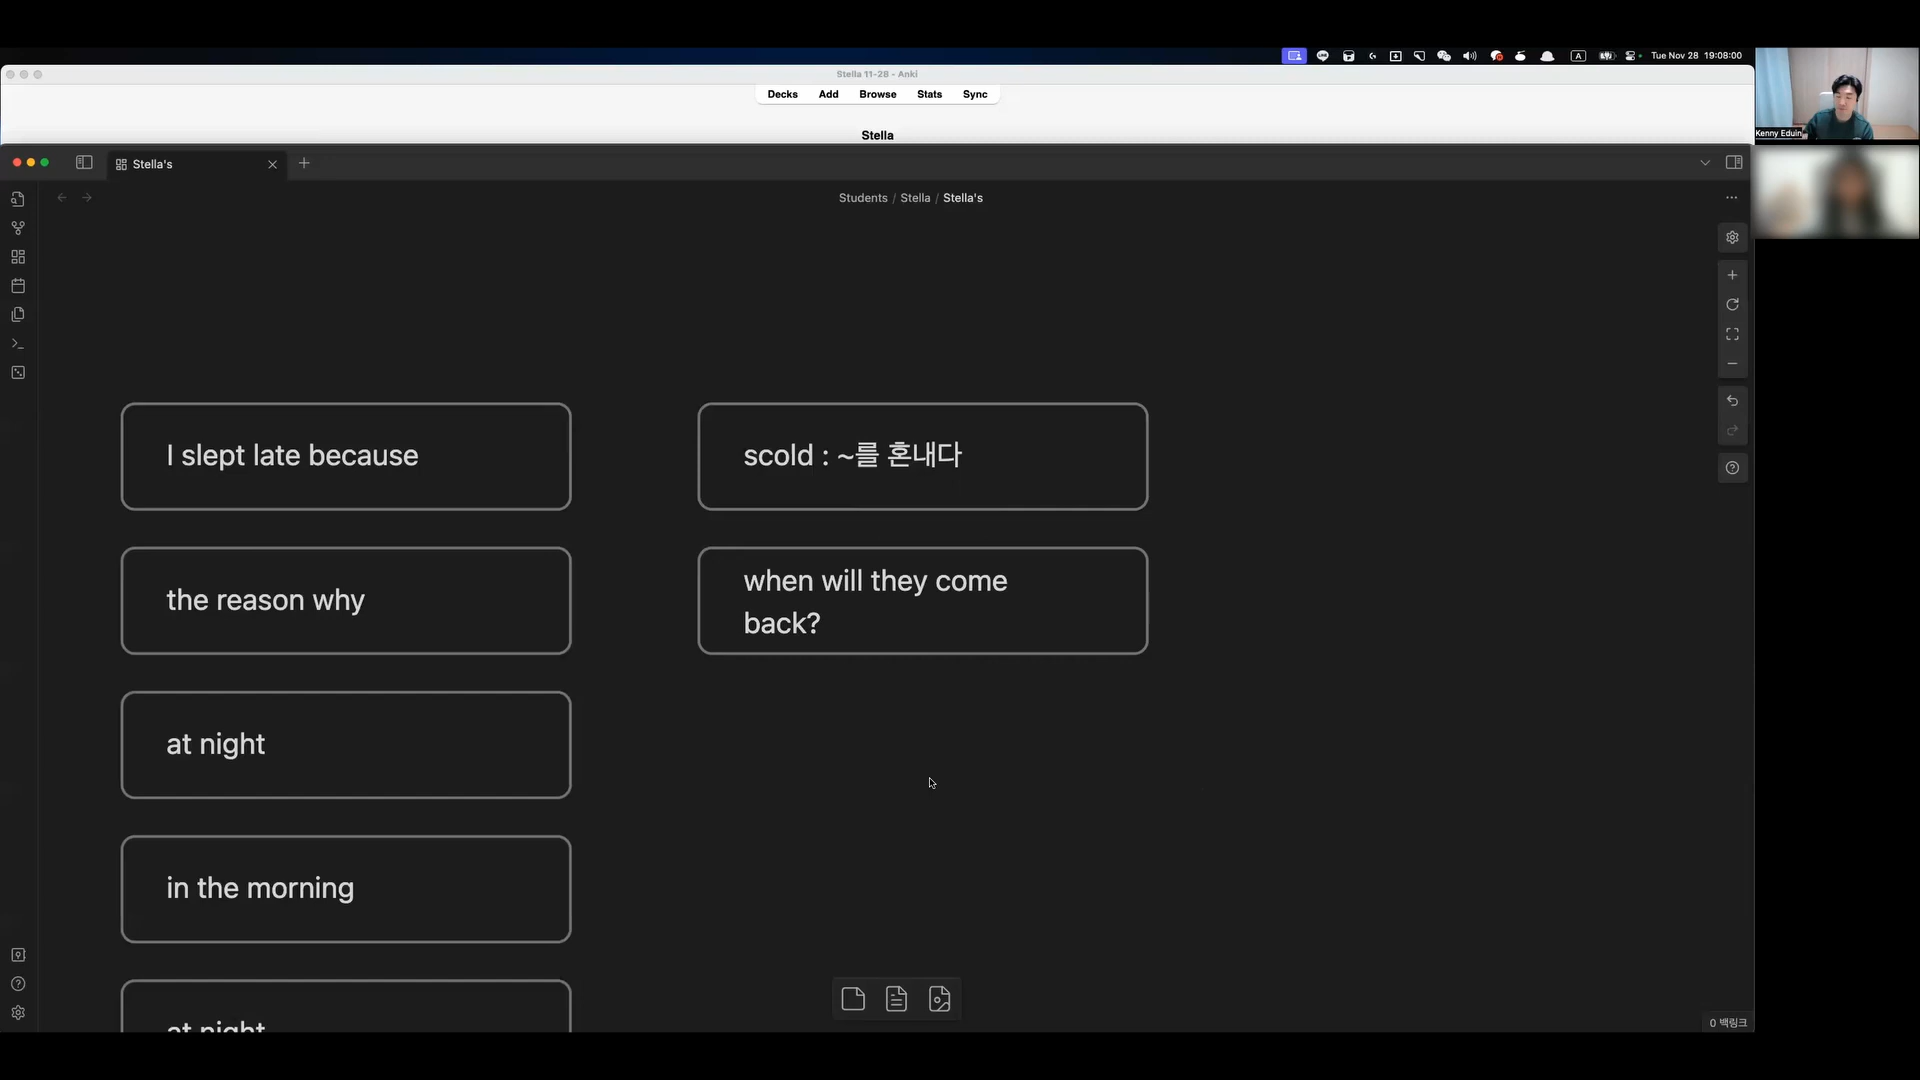 Tue Nov 28 19:08:00
Stella 11-28 - Anki
Decks Add Browse Stats Sync
Stella
Kenny Eduin
Stella's
Students / Stella / Stella's
I slept late because
scold : ~를 혼내다
the reason why
when will they come
back?
at night
in the morning
at night
0 백링크